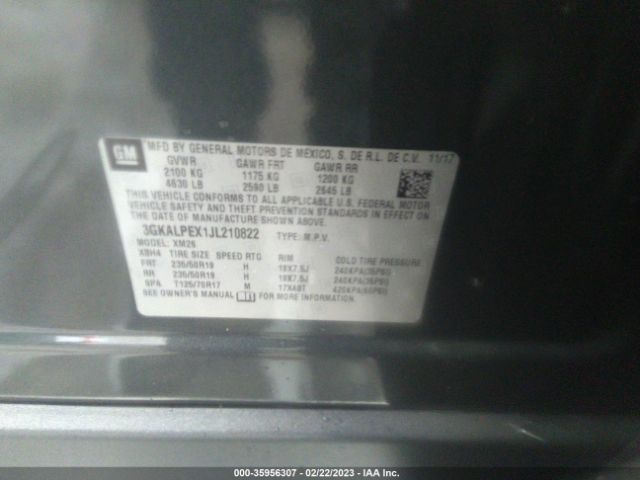 GM
MFD BY GENERAL MOTORS DE MEXICO, S. DE R.L. DE C.V. 11/17
GVWR GAWR FRT GAWR RR
2100 KG 1175 KG 1200 KG
4630 LB 2590 LB 2645 LB
THIS VEHICLE CONFORMS TO ALL APPLICABLE U.S. FEDERAL MOTOR
VEHICLE SAFETY AND THEFT PREVENTION STANDARDS IN EFFECT
ON THE DATE OF MANUFACTURE SHOWN ABOVE.
3GKALPEX1JL210822 TYPE: M.P.V.
MODEL: XM26
XBH4 TIRE SIZE SPEED RTG RIM COLD TIRE PRESSURE
FRT 235/50R19 H 19X7.5J 240KPA(35PSI)
RR 235/50R19 H 19X7.5J 240KPA(35PSI)
SPA T125/70R17 M 17X4BT 420KPA(60PSI)
SEE OWNER'S MANUAL FOR MORE INFORMATION.
000-35956307 - 02/22/2023 - IAA Inc.